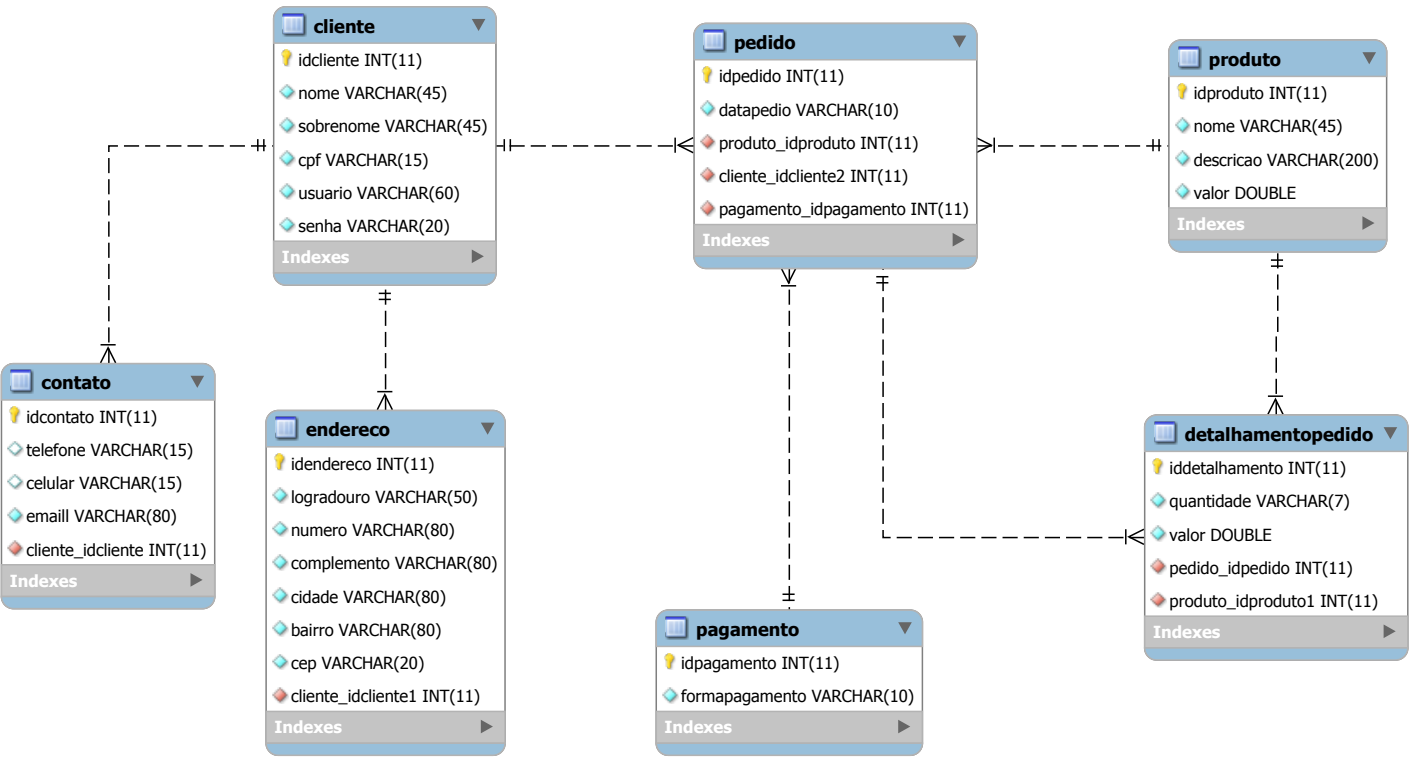 cliente
idcliente INT(11)
nome VARCHAR(45)
sobrenome VARCHAR(45)
cpf VARCHAR(15)
usuario VARCHAR(60)
senha VARCHAR(20)
Indexes
pedido
idpedido INT(11)
datapedio VARCHAR(10)
produto_idproduto INT(11)
cliente_idcliente2 INT(11)
pagamento_idpagamento INT(11)
Indexes
produto
idproduto INT(11)
nome VARCHAR(45)
descricao VARCHAR(200)
valor DOUBLE
Indexes
contato
idcontato INT(11)
telefone VARCHAR(15)
celular VARCHAR(15)
emaill VARCHAR(80)
cliente_idcliente INT(11)
Indexes
endereco
idendereco INT(11)
logradouro VARCHAR(50)
numero VARCHAR(80)
complemento VARCHAR(80)
cidade VARCHAR(80)
bairro VARCHAR(80)
cep VARCHAR(20)
cliente_idcliente1 INT(11)
Indexes
pagamento
idpagamento INT(11)
formapagamento VARCHAR(10)
Indexes
detalhamentopedido
iddetalhamento INT(11)
quantidade VARCHAR(7)
valor DOUBLE
pedido_idpedido INT(11)
produto_idproduto1 INT(11)
Indexes